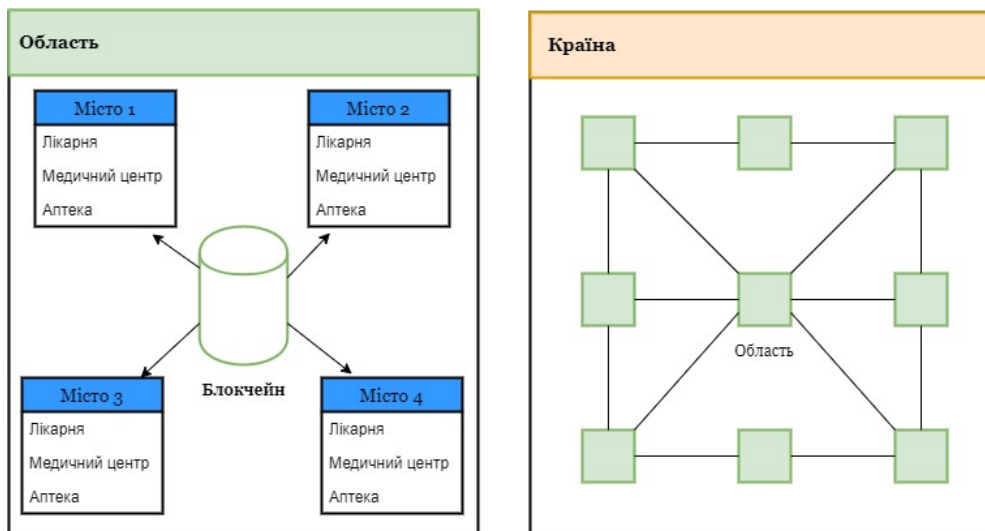 Область
Місто 1
Лікарня
Медичний центр
Аптека
Місто 2
Лікарня
Медичний центр
Аптека
Блокчейн
Місто 3
Лікарня
Медичний центр
Аптека
Місто 4
Лікарня
Медичний центр
Аптека
Країна
Область